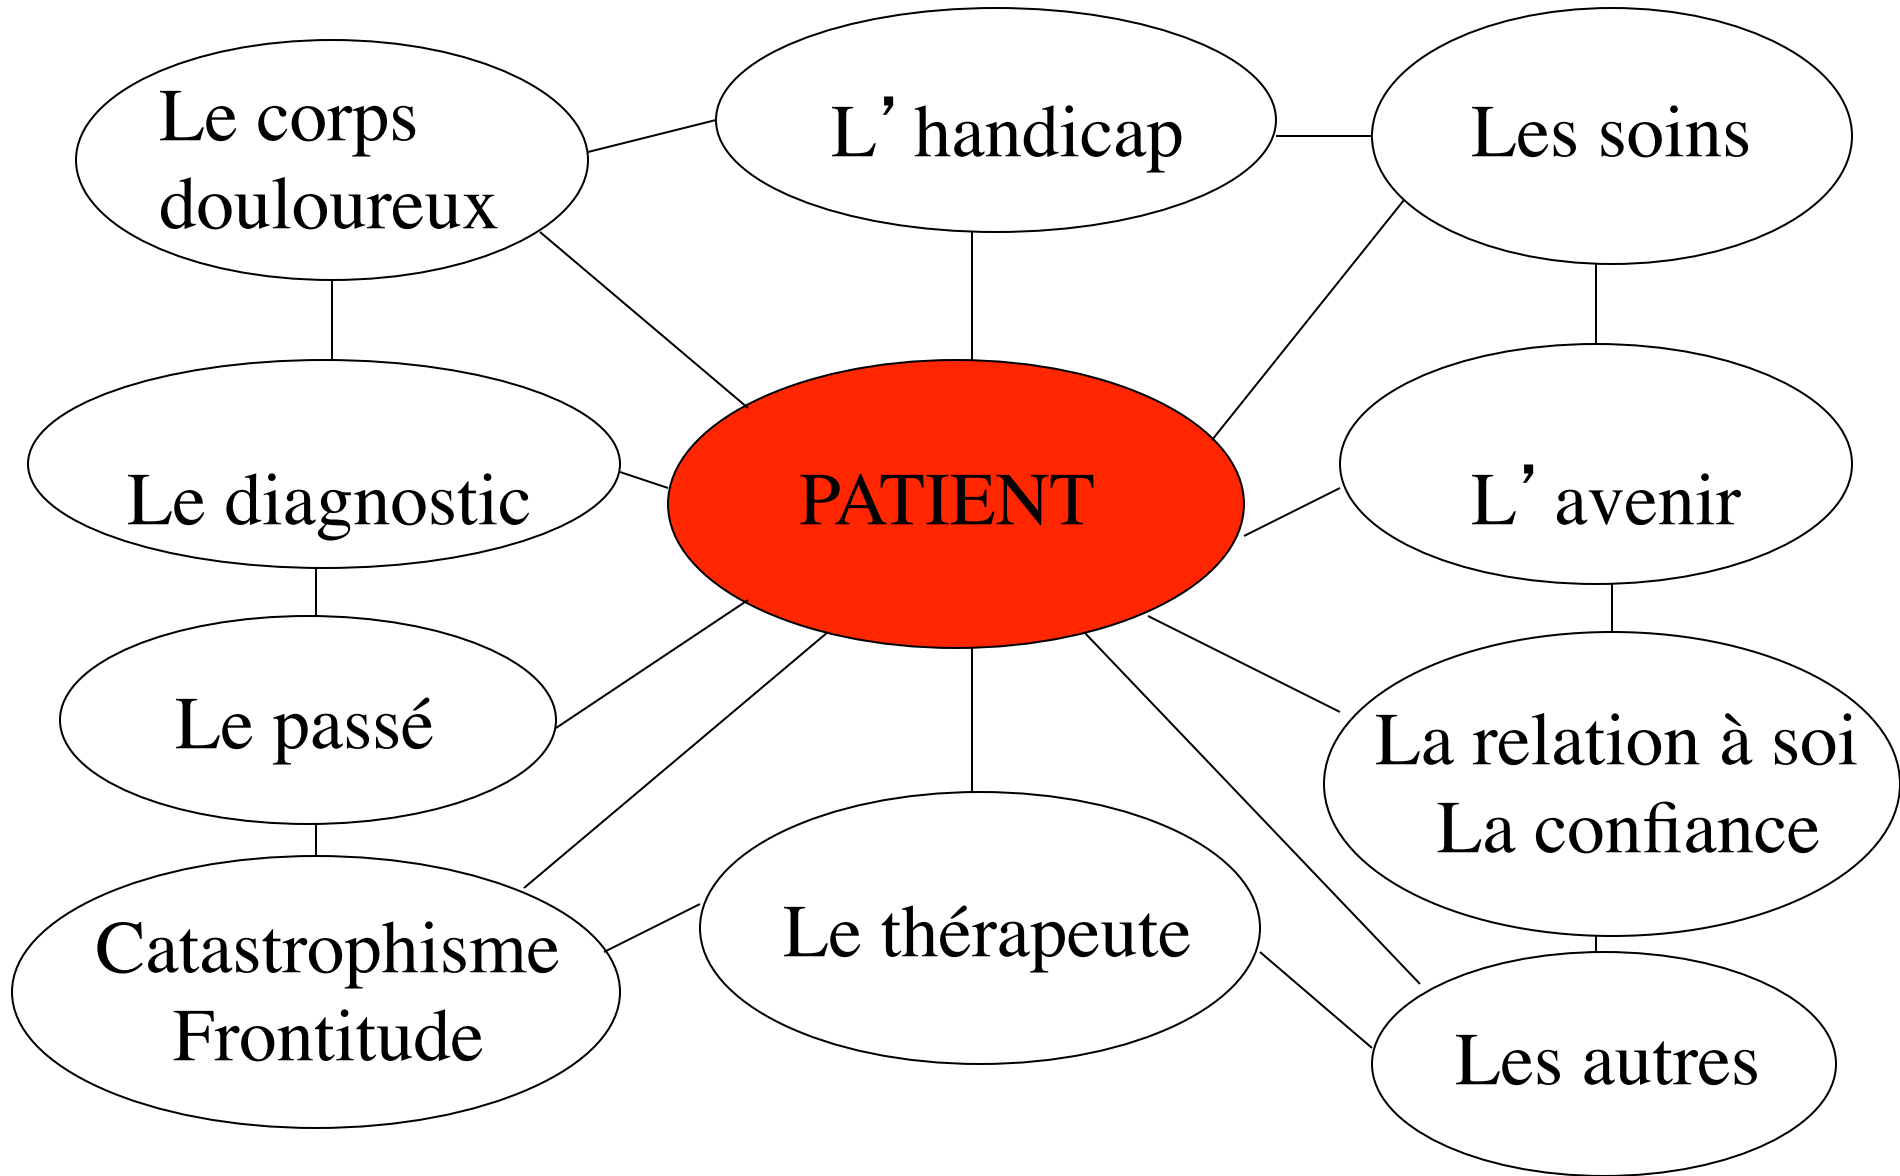 Le corps
douloureux
L’handicap
Les soins
Le diagnostic
PATIENT
L’avenir
Le passé
La relation à soi
La confiance
Catastrophisme
Frontitude
Le thérapeute
Les autres